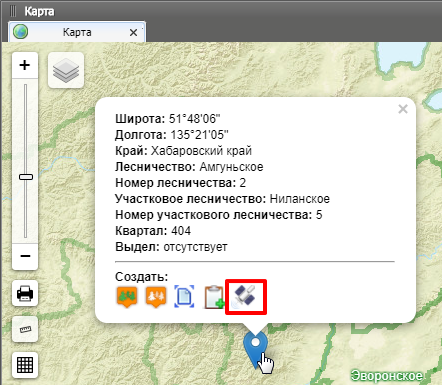 Карта
Карта
Широта: 51°48'06"
Долгота: 135°21'05"
Край: Хабаровский край
Лесничество: Амгуньское
Номер лесничества: 2
Участковое лесничество: Ниланское
Номер участкового лесничества: 5
Квартал: 404
Выдел: отсутствует
Создать:
Эворонское